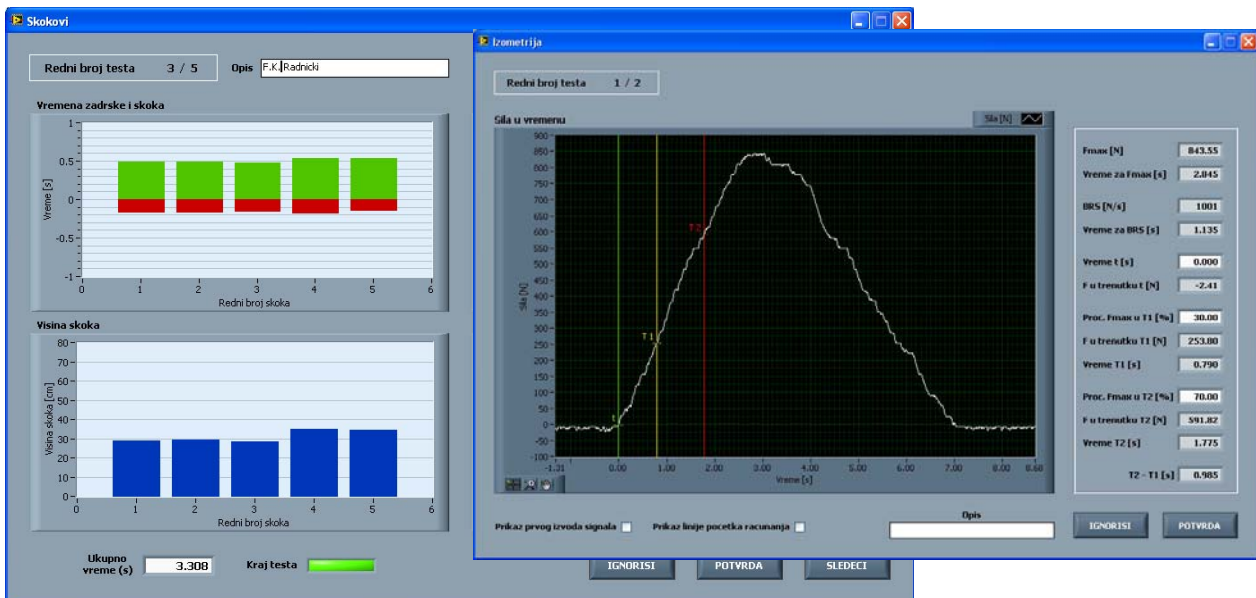 Skokovi
Redni broj testa 3 / 5 Opis F.K. Radnicki
Vremena zadrske i skoka
1
0.5
0
-0.5
-1
Vreme [s]
0 1 2 3 4 5 6
Redni broj skoka
Visina skoka
80
70
60
50
40
30
20
10
0
Visina skoka [cm]
0 1 2 3 4 5 6
Redni broj skoka
Ukupno
vreme (s) 3.308 Kraj testa
IGNORISI POTVRDA SLEDECI
Izometrija
Redni broj testa 1 / 2
Sila u vremenu Sila [N]
900
850
800
750
700
650
600
550
500
450
400
350
300
250
200
150
100
50
0
-50
-100
Sila [N]
t
T1
T2
-1.21 0.00 1.00 2.00 3.00 4.00 5.00 6.00 7.00 8.00 8.68
Vreme [s]
Fmax [N] 843.55
Vreme za Fmax [s] 2.845
BRS [N/s] 1001
Vreme za BRS [s] 1.135
Vreme t [s] 0.000
F u trenutku t [N] -2.41
Proc. Fmax u T1 [%] 30.00
F u trenutku T1 [N] 253.80
Vreme T1 [s] 0.790
Proc. Fmax u T2 [%] 70.00
F u trenutku T2 [N] 591.82
Vreme T2 [s] 1.775
T2 - T1 [s] 0.985
Prikaz prvog izvoda signala Prikaz linije pocetka racunanja
Opis
IGNORISI POTVRDA